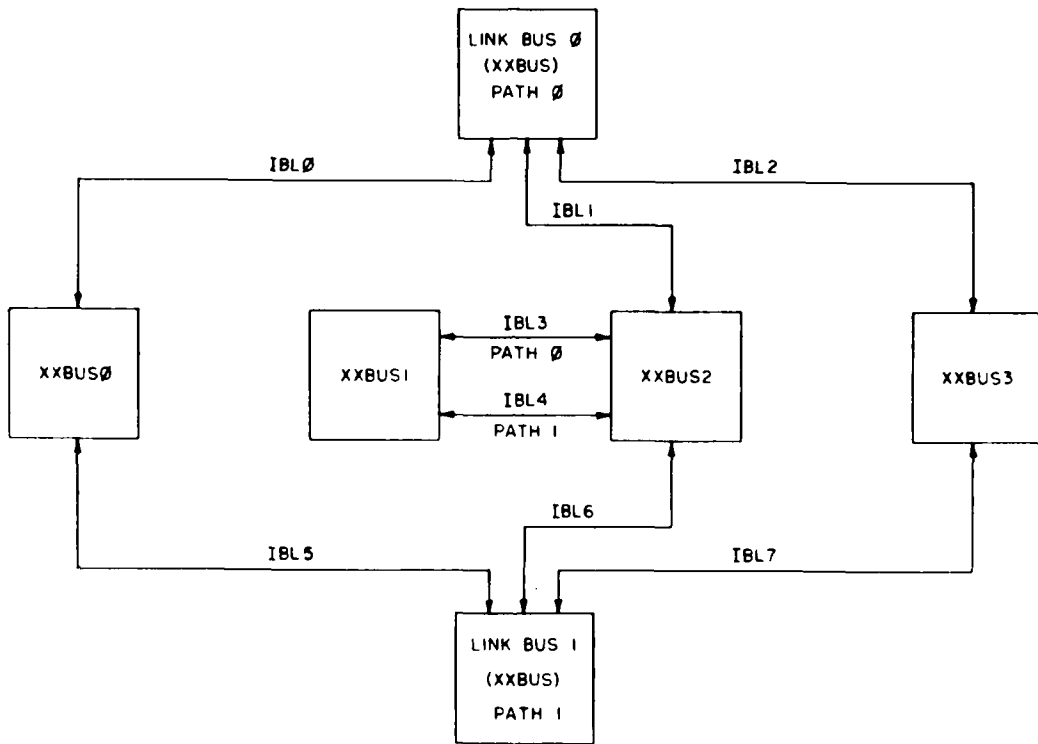 LINK BUS Ø
(XXBUS)
PATH Ø
IBLØ
IBL2
IBL1
XXBUSØ
XXBUS1
IBL3
PATH Ø
IBL4
PATH 1
XXBUS2
XXBUS3
IBL6
IBL5
IBL7
LINK BUS 1
(XXBUS)
PATH 1